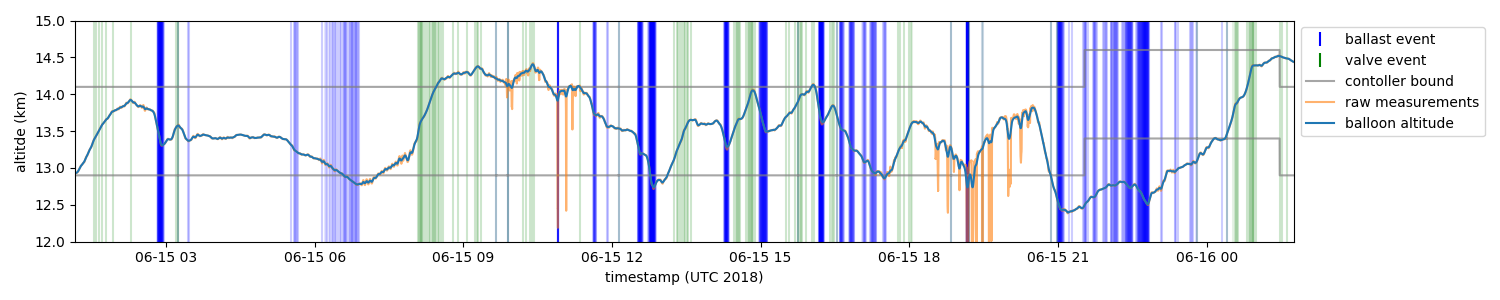 15.0
14.5
14.0
13.5
13.0
12.5
12.0
altitde (km)
06-15 03
06-15 06
06-15 09
06-15 12
06-15 15
06-15 18
06-15 21
06-16 00
timestamp (UTC 2018)
ballast event
valve event
contoller bound
raw measurements
balloon altitude